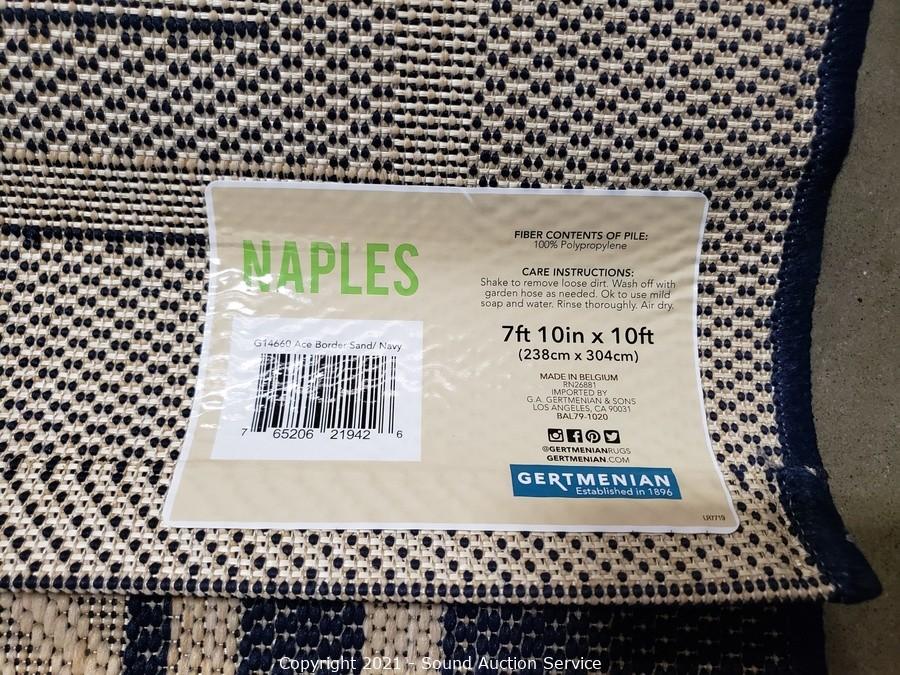 NAPLES
G14660 Ace Border Sand/ Navy
7 65206 21942 6
FIBER CONTENTS OF PILE:
100% Polypropylene
CARE INSTRUCTIONS:
Shake to remove loose dirt. Wash off with
garden hose as needed. Ok to use mild
soap and water. Rinse thoroughly. Air dry.
7ft 10in x 10ft
(238cm x 304cm)
MADE IN BELGIUM
RN26881
IMPORTED BY
G.A. GERTMENIAN & SONS
LOS ANGELES, CA 90031
BAL79-1020
@GERTMENIANRUGS
GERTMENIAN.COM
GERTMENIAN
Established in 1896
LR7719
Copyright 2021 - Sound Auction Service